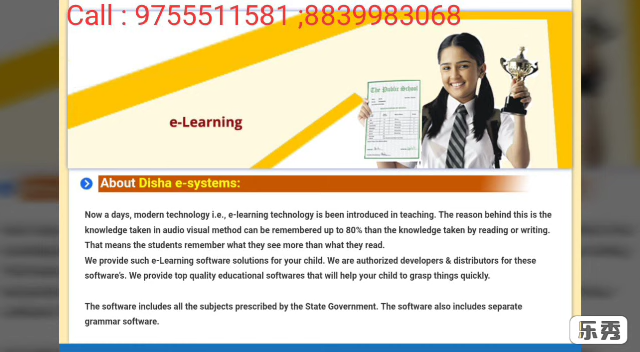 Call : 9755511581 ;8839983068
The Public School
e-Learning
About Disha e-systems:
Now a days, modern technology i.e., e-learning technology is been introduced in teaching. The reason behind this is the
knowledge taken in audio visual method can be remembered up to 80% than the knowledge taken by reading or writing.
That means the students remember what they see more than what they read.
We provide such e-Learning software solutions for your child. We are authorized developers & distributors for these
software's. We provide top quality educational softwares that will help your child to grasp things quickly.
The software includes all the subjects prescribed by the State Government. The software also includes separate
grammar software.
乐秀